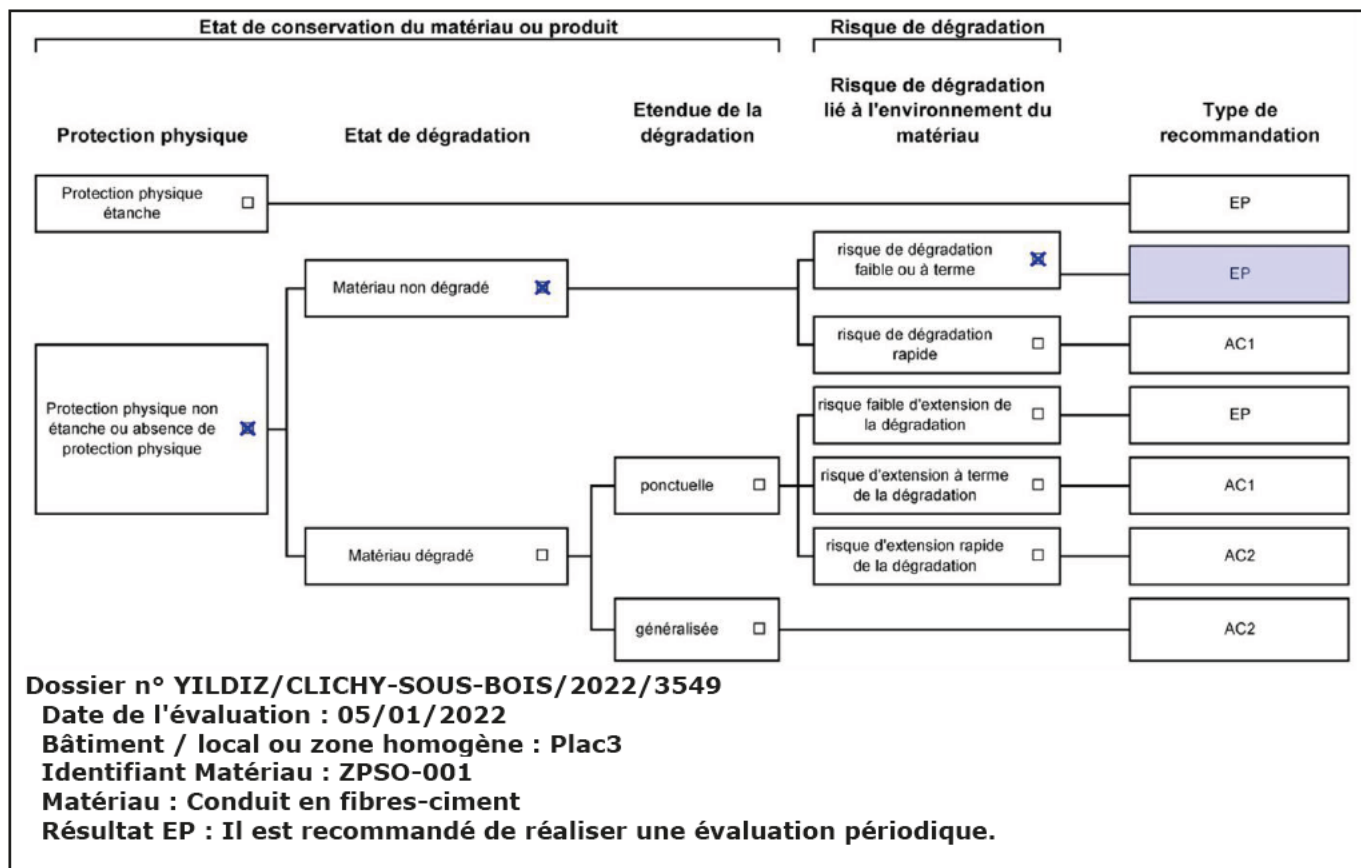 Etat de conservation du matériau ou produit
Risque de dégradation
Protection physique
Etat de dégradation
Etendue de la
dégradation
Risque de dégradation
lié à l'environnement du
matériau
Type de
recommandation
Protection physique
étanche
EP
risque de dégradation
faible ou à terme
EP
Matériau non dégradé
risque de dégradation
rapide
AC1
Protection physique non
étanche ou absence de
protection physique
risque faible d'extension de
la dégradation
EP
ponctuelle
risque d'extension à terme
de la dégradation
AC1
Matériau dégradé
risque d'extension rapide
de la dégradation
AC2
généralisée
AC2
Dossier n° YILDIZ/CLICHY-SOUS-BOIS/2022/3549
Date de l'évaluation : 05/01/2022
Bâtiment / local ou zone homogène : Plac3
Identifiant Matériau : ZPSO-001
Matériau : Conduit en fibres-ciment
Résultat EP : Il est recommandé de réaliser une évaluation périodique.